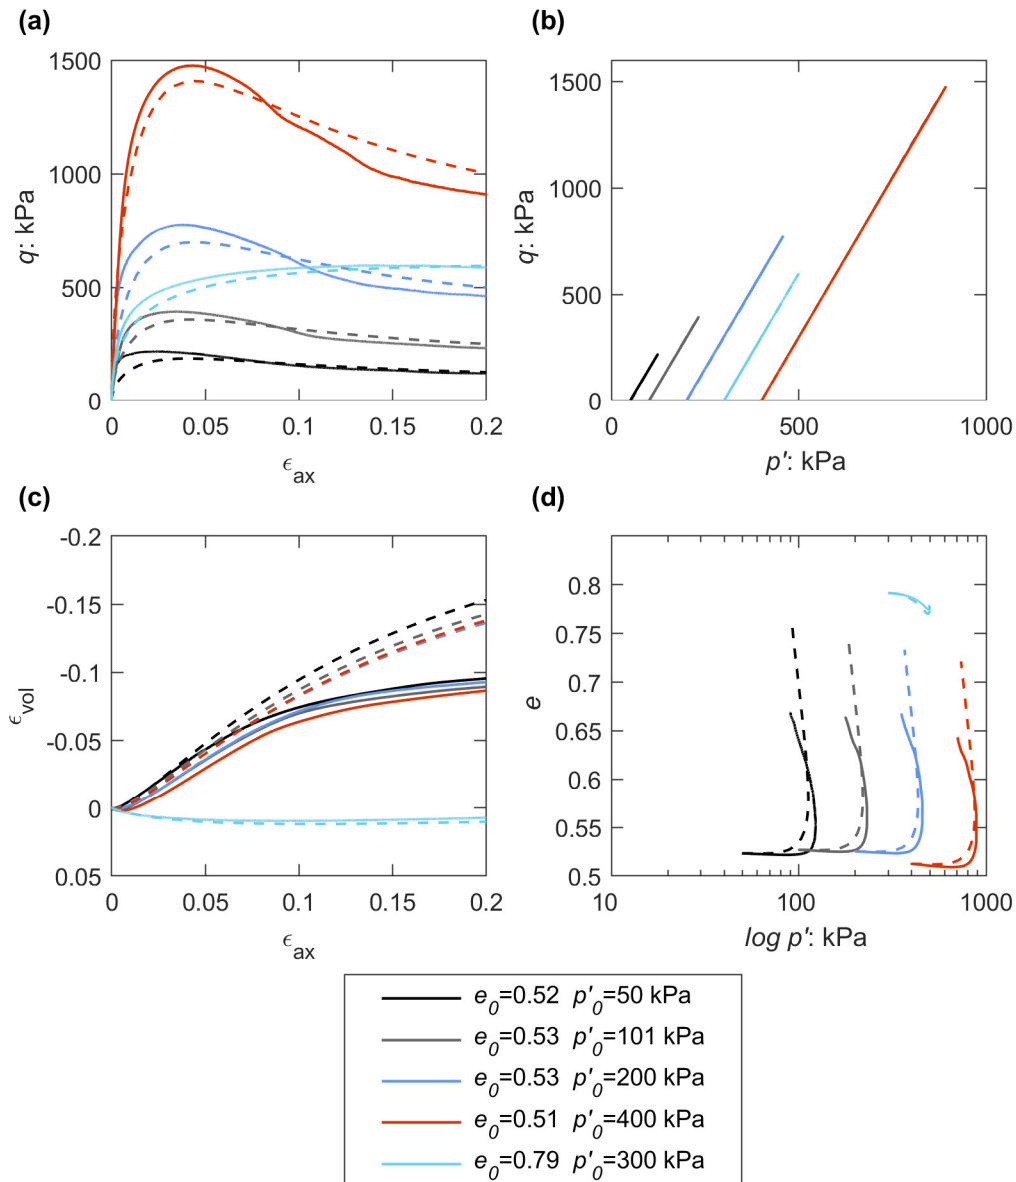 (a)
1500
1000
500
0
q: kPa
0 0.05 0.1 0.15 0.2
ϵax
(b)
1500
1000
500
0
q: kPa
0 500 1000
p′: kPa
(c)
-0.2
-0.15
-0.1
-0.05
0
0.05
ϵvol
0 0.05 0.1 0.15 0.2
ϵax
(d)
0.8
0.75
0.7
0.65
0.6
0.55
0.5
e
10 100 1000
log p′: kPa
e0=0.52 p′0=50 kPa
e0=0.53 p′0=101 kPa
e0=0.53 p′0=200 kPa
e0=0.51 p′0=400 kPa
e0=0.79 p′0=300 kPa